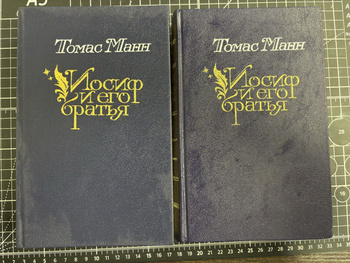 Томас Манн
Иосиф
и его
братья
Томас Манн
Иосиф
и его
братья